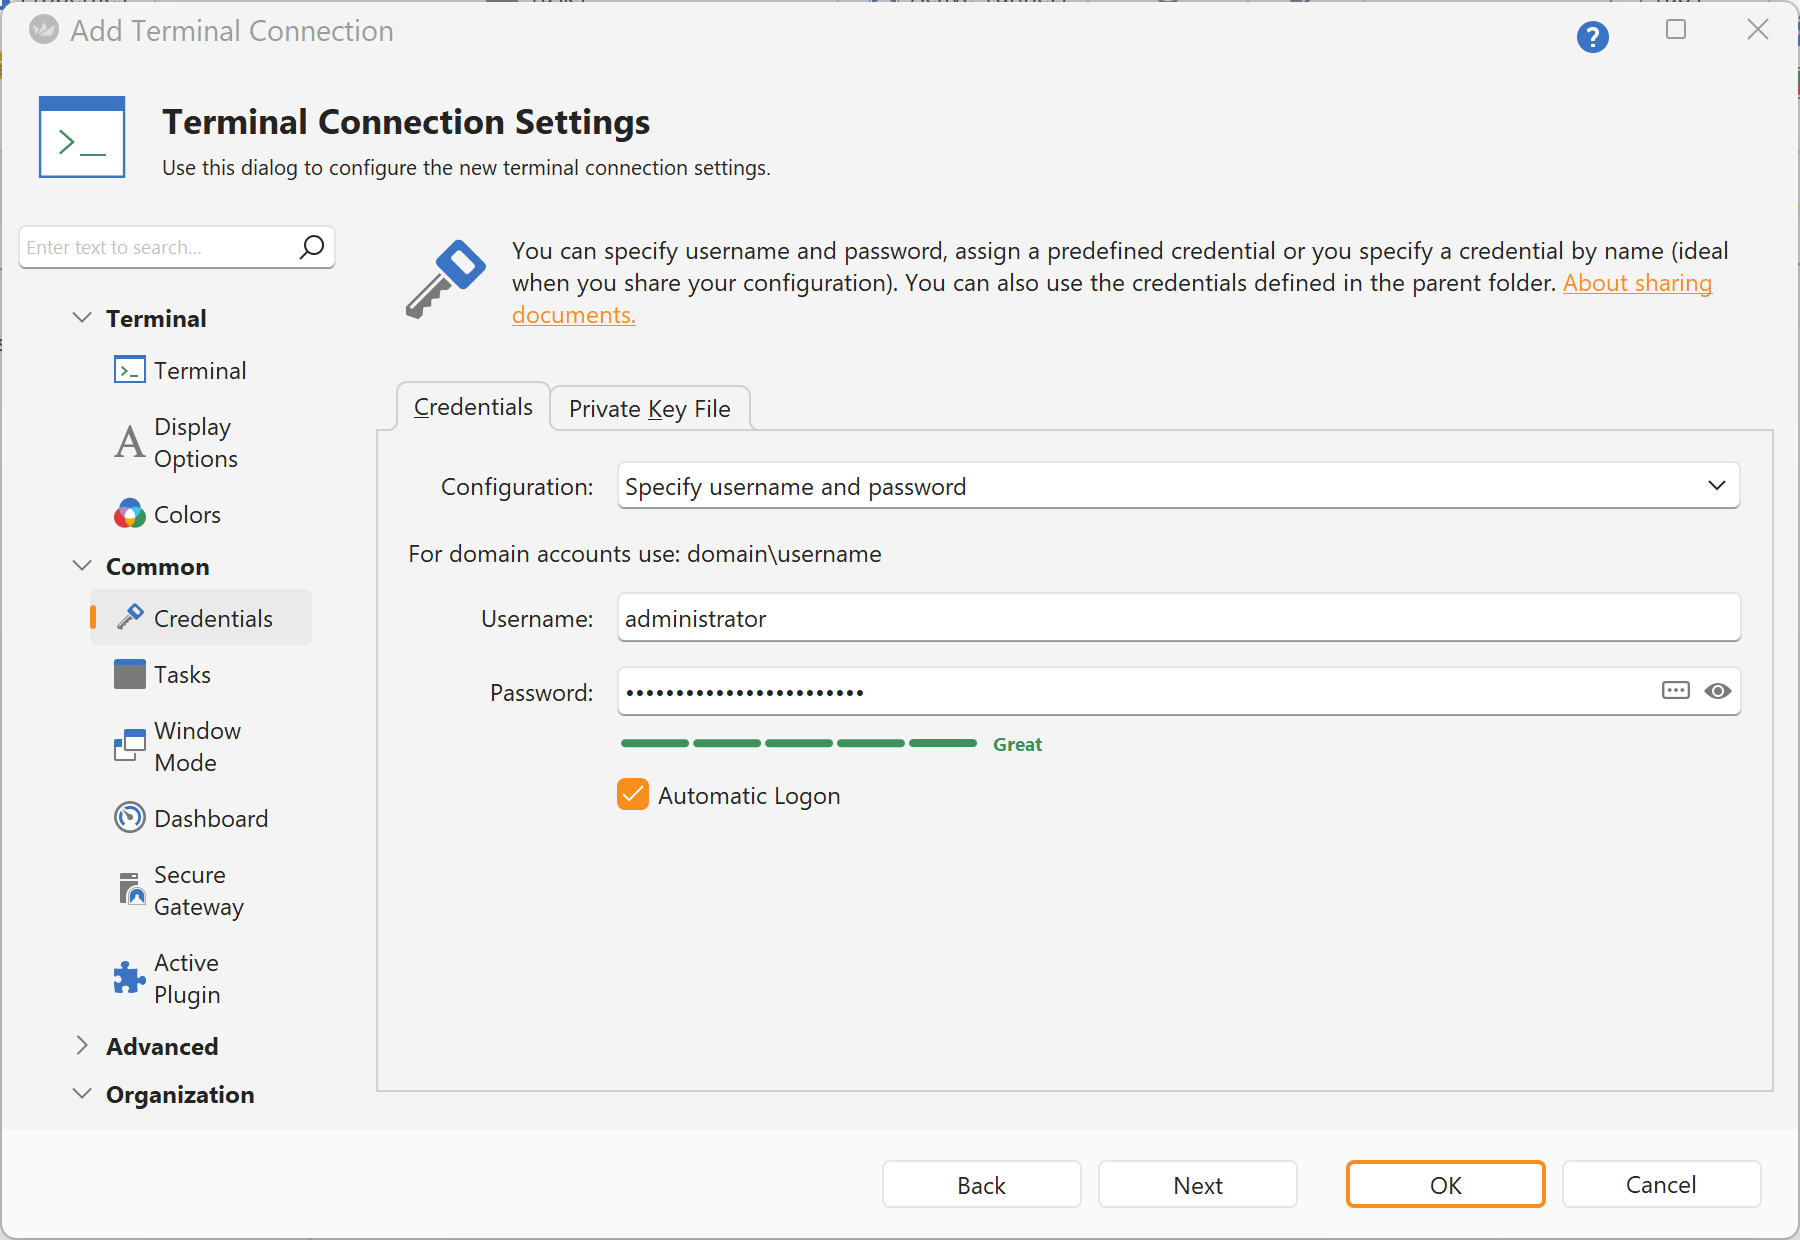 Add Terminal Connection
?
Terminal Connection Settings
Use this dialog to configure the new terminal connection settings.
Enter text to search...
Terminal
Terminal
Display
Options
Colors
Common
Credentials
Tasks
Window
Mode
Dashboard
Secure
Gateway
Active
Plugin
Advanced
Organization
You can specify username and password, assign a predefined credential or you specify a credential by name (ideal
when you share your configuration). You can also use the credentials defined in the parent folder. About sharing
documents.
Credentials
Private Key File
Configuration:
Specify username and password
For domain accounts use: domain\username
Username:
administrator
Password:
••••••••••••••••••••••••
Great
Automatic Logon
Back
Next
OK
Cancel